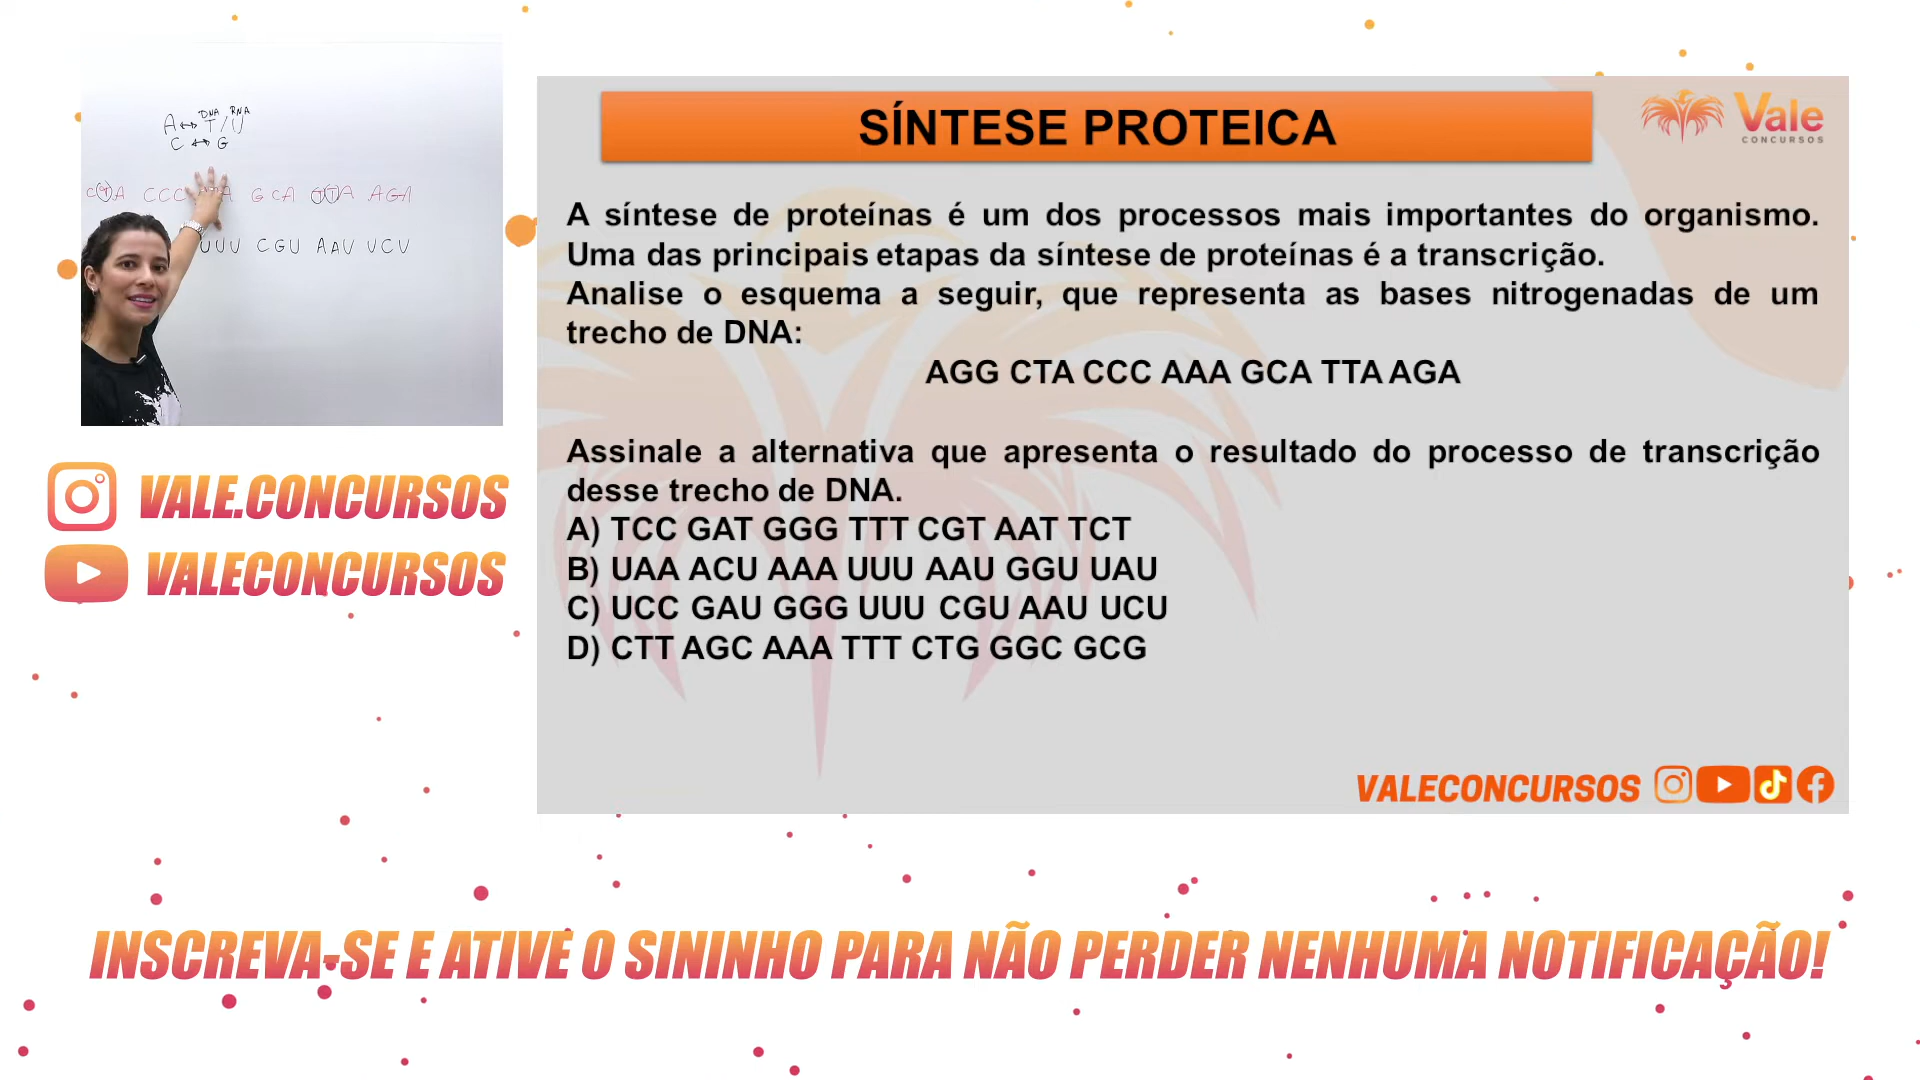 DNA RNA
A ↔ T / U
C ↔ G
CTA CCC A GCA TTA AGA
UUU CGU AAU UCU
SÍNTESE PROTEICA
Vale
CONCURSOS
A síntese de proteínas é um dos processos mais importantes do organismo.
Uma das principais etapas da síntese de proteínas é a transcrição.
Analise o esquema a seguir, que representa as bases nitrogenadas de um
trecho de DNA:
AGG CTA CCC AAA GCA TTA AGA
Assinale a alternativa que apresenta o resultado do processo de transcrição
desse trecho de DNA.
A) TCC GAT GGG TTT CGT AAT TCT
B) UAA ACU AAA UUU AAU GGU UAU
C) UCC GAU GGG UUU CGU AAU UCU
D) CTT AGC AAA TTT CTG GGC GCG
VALECONCURSOS
VALE.CONCURSOS
VALECONCURSOS
INSCREVA-SE E ATIVE O SININHO PARA NÃO PERDER NENHUMA NOTIFICAÇÃO!